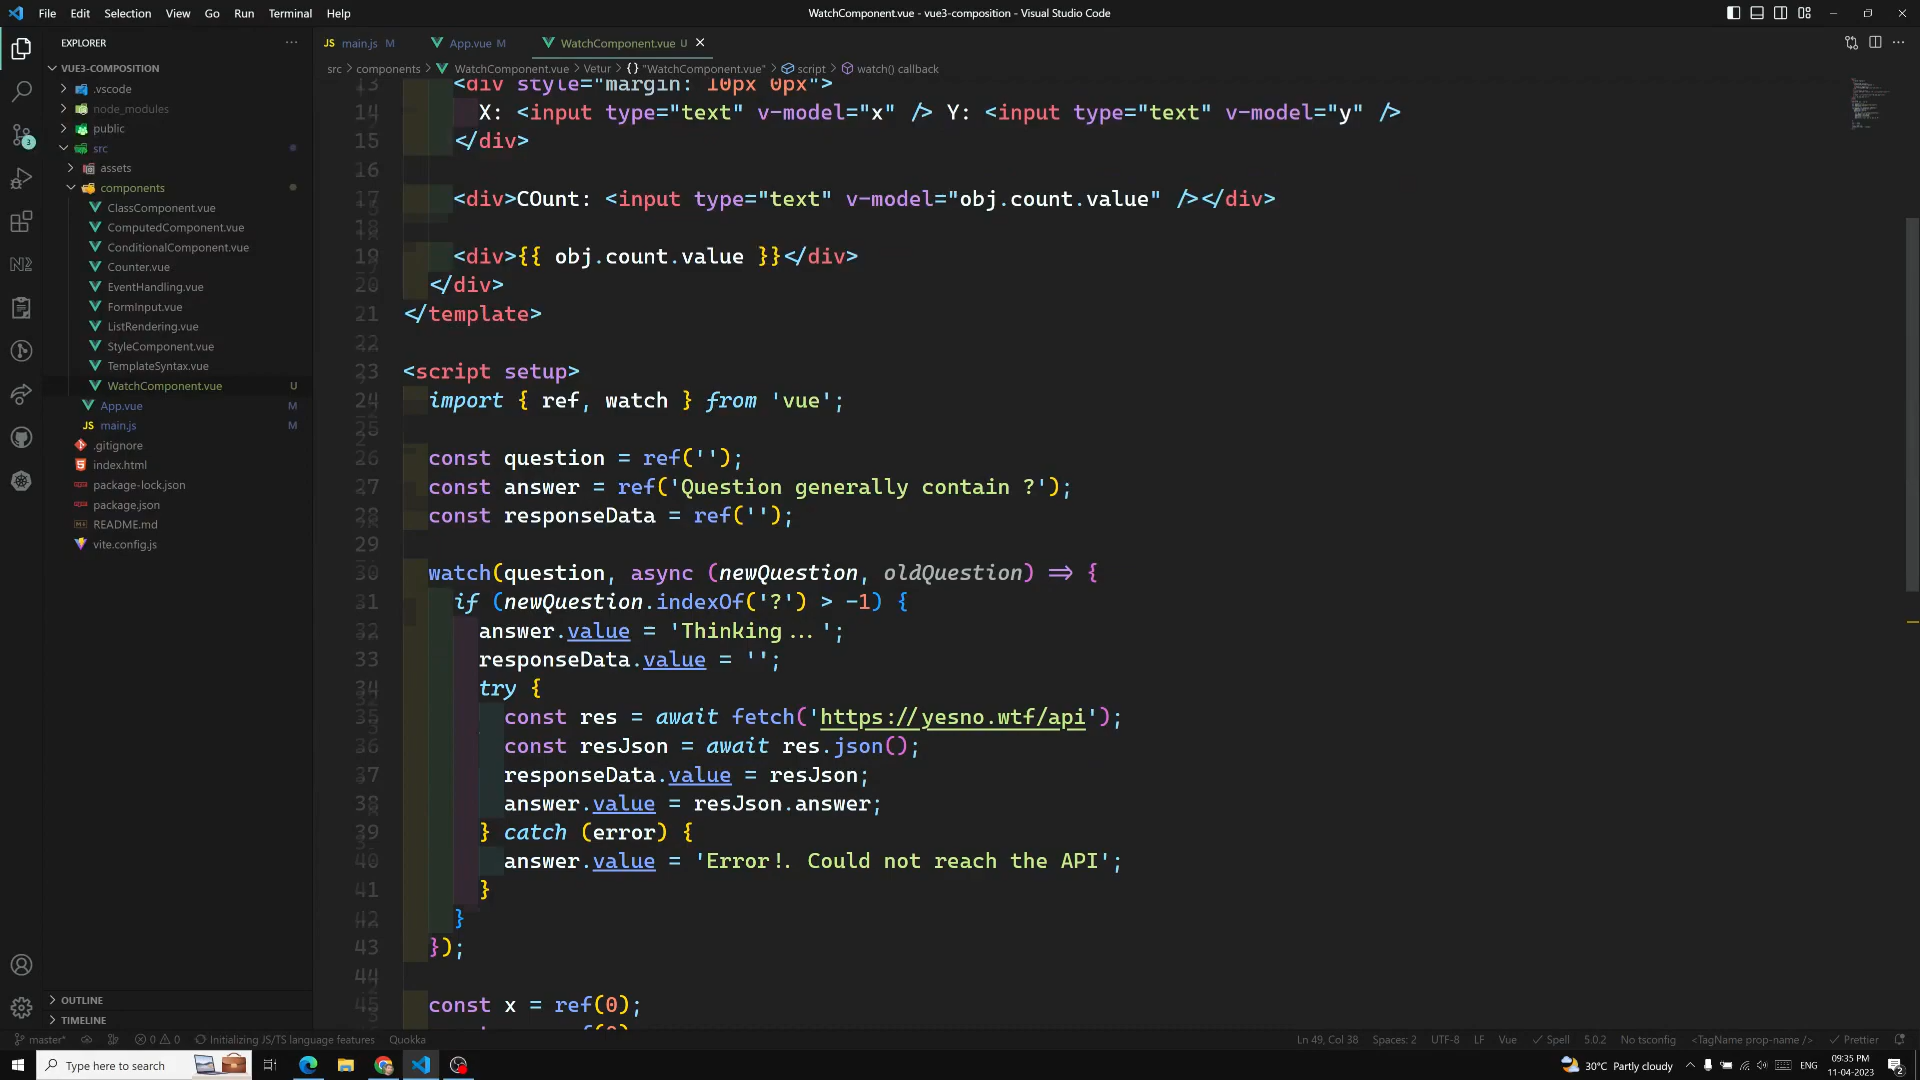 File Edit Selection View Go Run Terminal Help
WatchComponent.vue - vue3-composition - Visual Studio Code
EXPLORER
VUE3-COMPOSITION
.vscode
node_modules
public
src
assets
components
ClassComponent.vue
ComputedComponent.vue
ConditionalComponent.vue
Counter.vue
EventHandling.vue
FormInput.vue
ListRendering.vue
StyleComponent.vue
TemplateSyntax.vue
WatchComponent.vue U
App.vue M
main.js M
.gitignore
index.html
package-lock.json
package.json
README.md
vite.config.js
OUTLINE
TIMELINE
main.js M App.vue M WatchComponent.vue U
src > components > WatchComponent.vue > Vetur > {} "WatchComponent.vue" > script > watch() callback
13 <div style="margin: 10px 0px">
14 X: <input type="text" v-model="x" /> Y: <input type="text" v-model="y" />
15 </div>
16
17 <div>COunt: <input type="text" v-model="obj.count.value" /></div>
18
19 <div>{{ obj.count.value }}</div>
20 </div>
21 </template>
22
23 <script setup>
24 import { ref, watch } from 'vue';
25
26 const question = ref('');
27 const answer = ref('Question generally contain ?');
28 const responseData = ref('');
29
30 watch(question, async (newQuestion, oldQuestion) => {
31 if (newQuestion.indexOf('?') > -1) {
32 answer.value = 'Thinking...';
33 responseData.value = '';
34 try {
35 const res = await fetch('https://yesno.wtf/api');
36 const resJson = await res.json();
37 responseData.value = resJson;
38 answer.value = resJson.answer;
39 } catch (error) {
40 answer.value = 'Error!. Could not reach the API';
41 }
42 }
43 });
44
45 const x = ref(0);
master* 0 0 Initializing JS/TS language features Quokka
Ln 49, Col 38 Spaces: 2 UTF-8 LF Vue Spell 5.0.2 No tsconfig <TagName prop-name /> Prettier
Type here to search
30°C Partly cloudy ENG 09:35 PM
11-04-2023 2